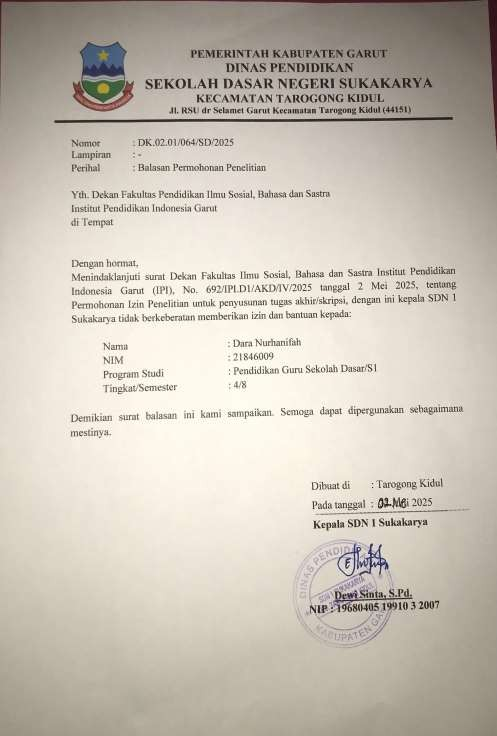 PEMERINTAH KABUPATEN GARUT
DINAS PENDIDIKAN
SEKOLAH DASAR NEGERI SUKAKARYA
KECAMATAN TAROGONG KIDUL
Jl. RSU dr Selamet Garut Kecamatan Tarogong Kidul (44151)
Nomor : DK.02.01/064/SD/2025
Lampiran : -
Perihal : Balasan Permohonan Penelitian
Yth. Dekan Fakultas Pendidikan Ilmu Sosial, Bahasa dan Sastra
Institut Pendidikan Indonesia Garut
di Tempat
Dengan hormat,
Menindaklanjuti surat Dekan Fakultas Ilmu Sosial, Bahasa dan Sastra Institut Pendidikan
Indonesia Garut (IPI), No. 692/IPI.D1/AKD/IV/2025 tanggal 2 Mei 2025, tentang
Permohonan Izin Penelitian untuk penyusunan tugas akhir/skripsi, dengan ini kepala SDN 1
Sukakarya tidak berkeberatan memberikan izin dan bantuan kepada:
Nama : Dara Nurhanifah
NIM : 21846009
Program Studi : Pendidikan Guru Sekolah Dasar/S1
Tingkat/Semester : 4/8
Demikian surat balasan ini kami sampaikan. Semoga dapat dipergunakan sebagaimana
mestinya.
Dibuat di : Tarogong Kidul
Pada tanggal : Mei 2025
Kepala SDN 1 Sukakarya
DINAS PENDIDIKAN
SDN 1 SUKAKARYA
KABUPATEN
Dewi Sinta, S.Pd.
NIP : 19680405 19910 3 2007